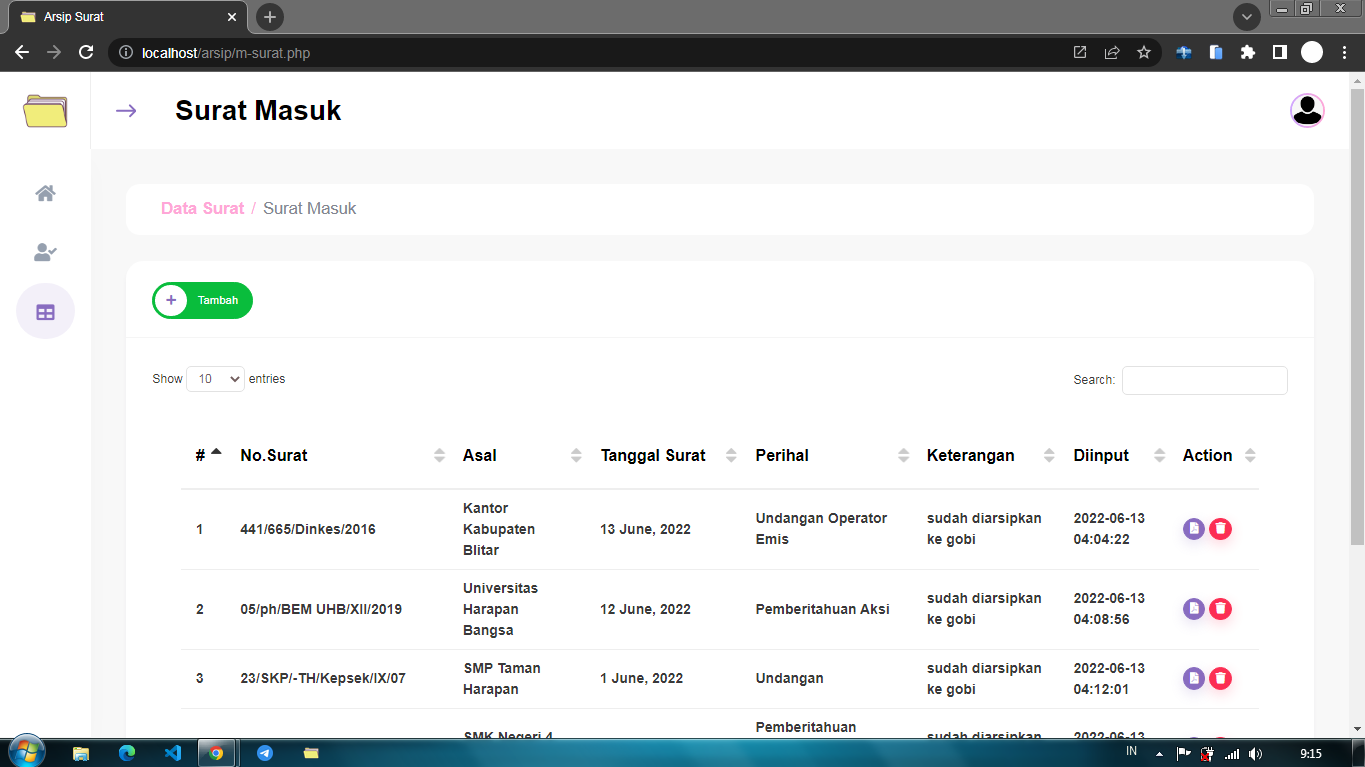 Arsip Surat
localhost/arsip/m-surat.php
Surat Masuk
Data Surat / Surat Masuk
+ Tambah
Show 10 entries
Search:
# No.Surat Asal Tanggal Surat Perihal Keterangan Diinput Action
1 441/665/Dinkes/2016 Kantor Kabupaten Blitar 13 June, 2022 Undangan Operator Emis sudah diarsipkan ke gobi 2022-06-13 04:04:22
2 05/ph/BEM UHB/XII/2019 Universitas Harapan Bangsa 12 June, 2022 Pemberitahuan Aksi sudah diarsipkan ke gobi 2022-06-13 04:08:56
3 23/SKP/-TH/Kepsek/IX/07 SMP Taman Harapan 1 June, 2022 Undangan sudah diarsipkan ke gobi 2022-06-13 04:12:01
SMK Negeri 4 Pemberitahuan sudah diarsipkan 2022-06-13
IN 9:15